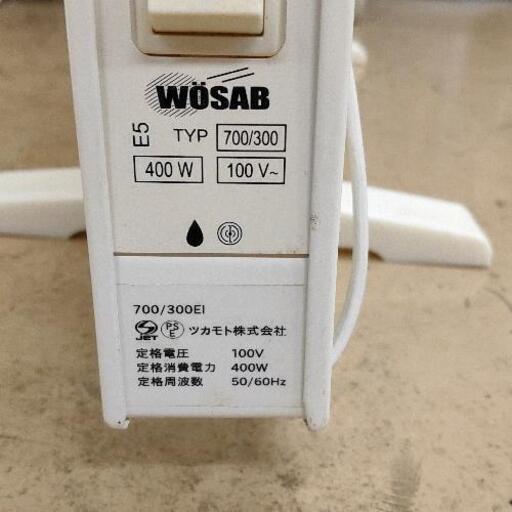 WÖSAB
E5 TYP 700/300
400 W 100 V~
700/300EI
JET PS E ツカモト株式会社
定格電圧 100V
定格消費電力 400W
定格周波数 50/60Hz